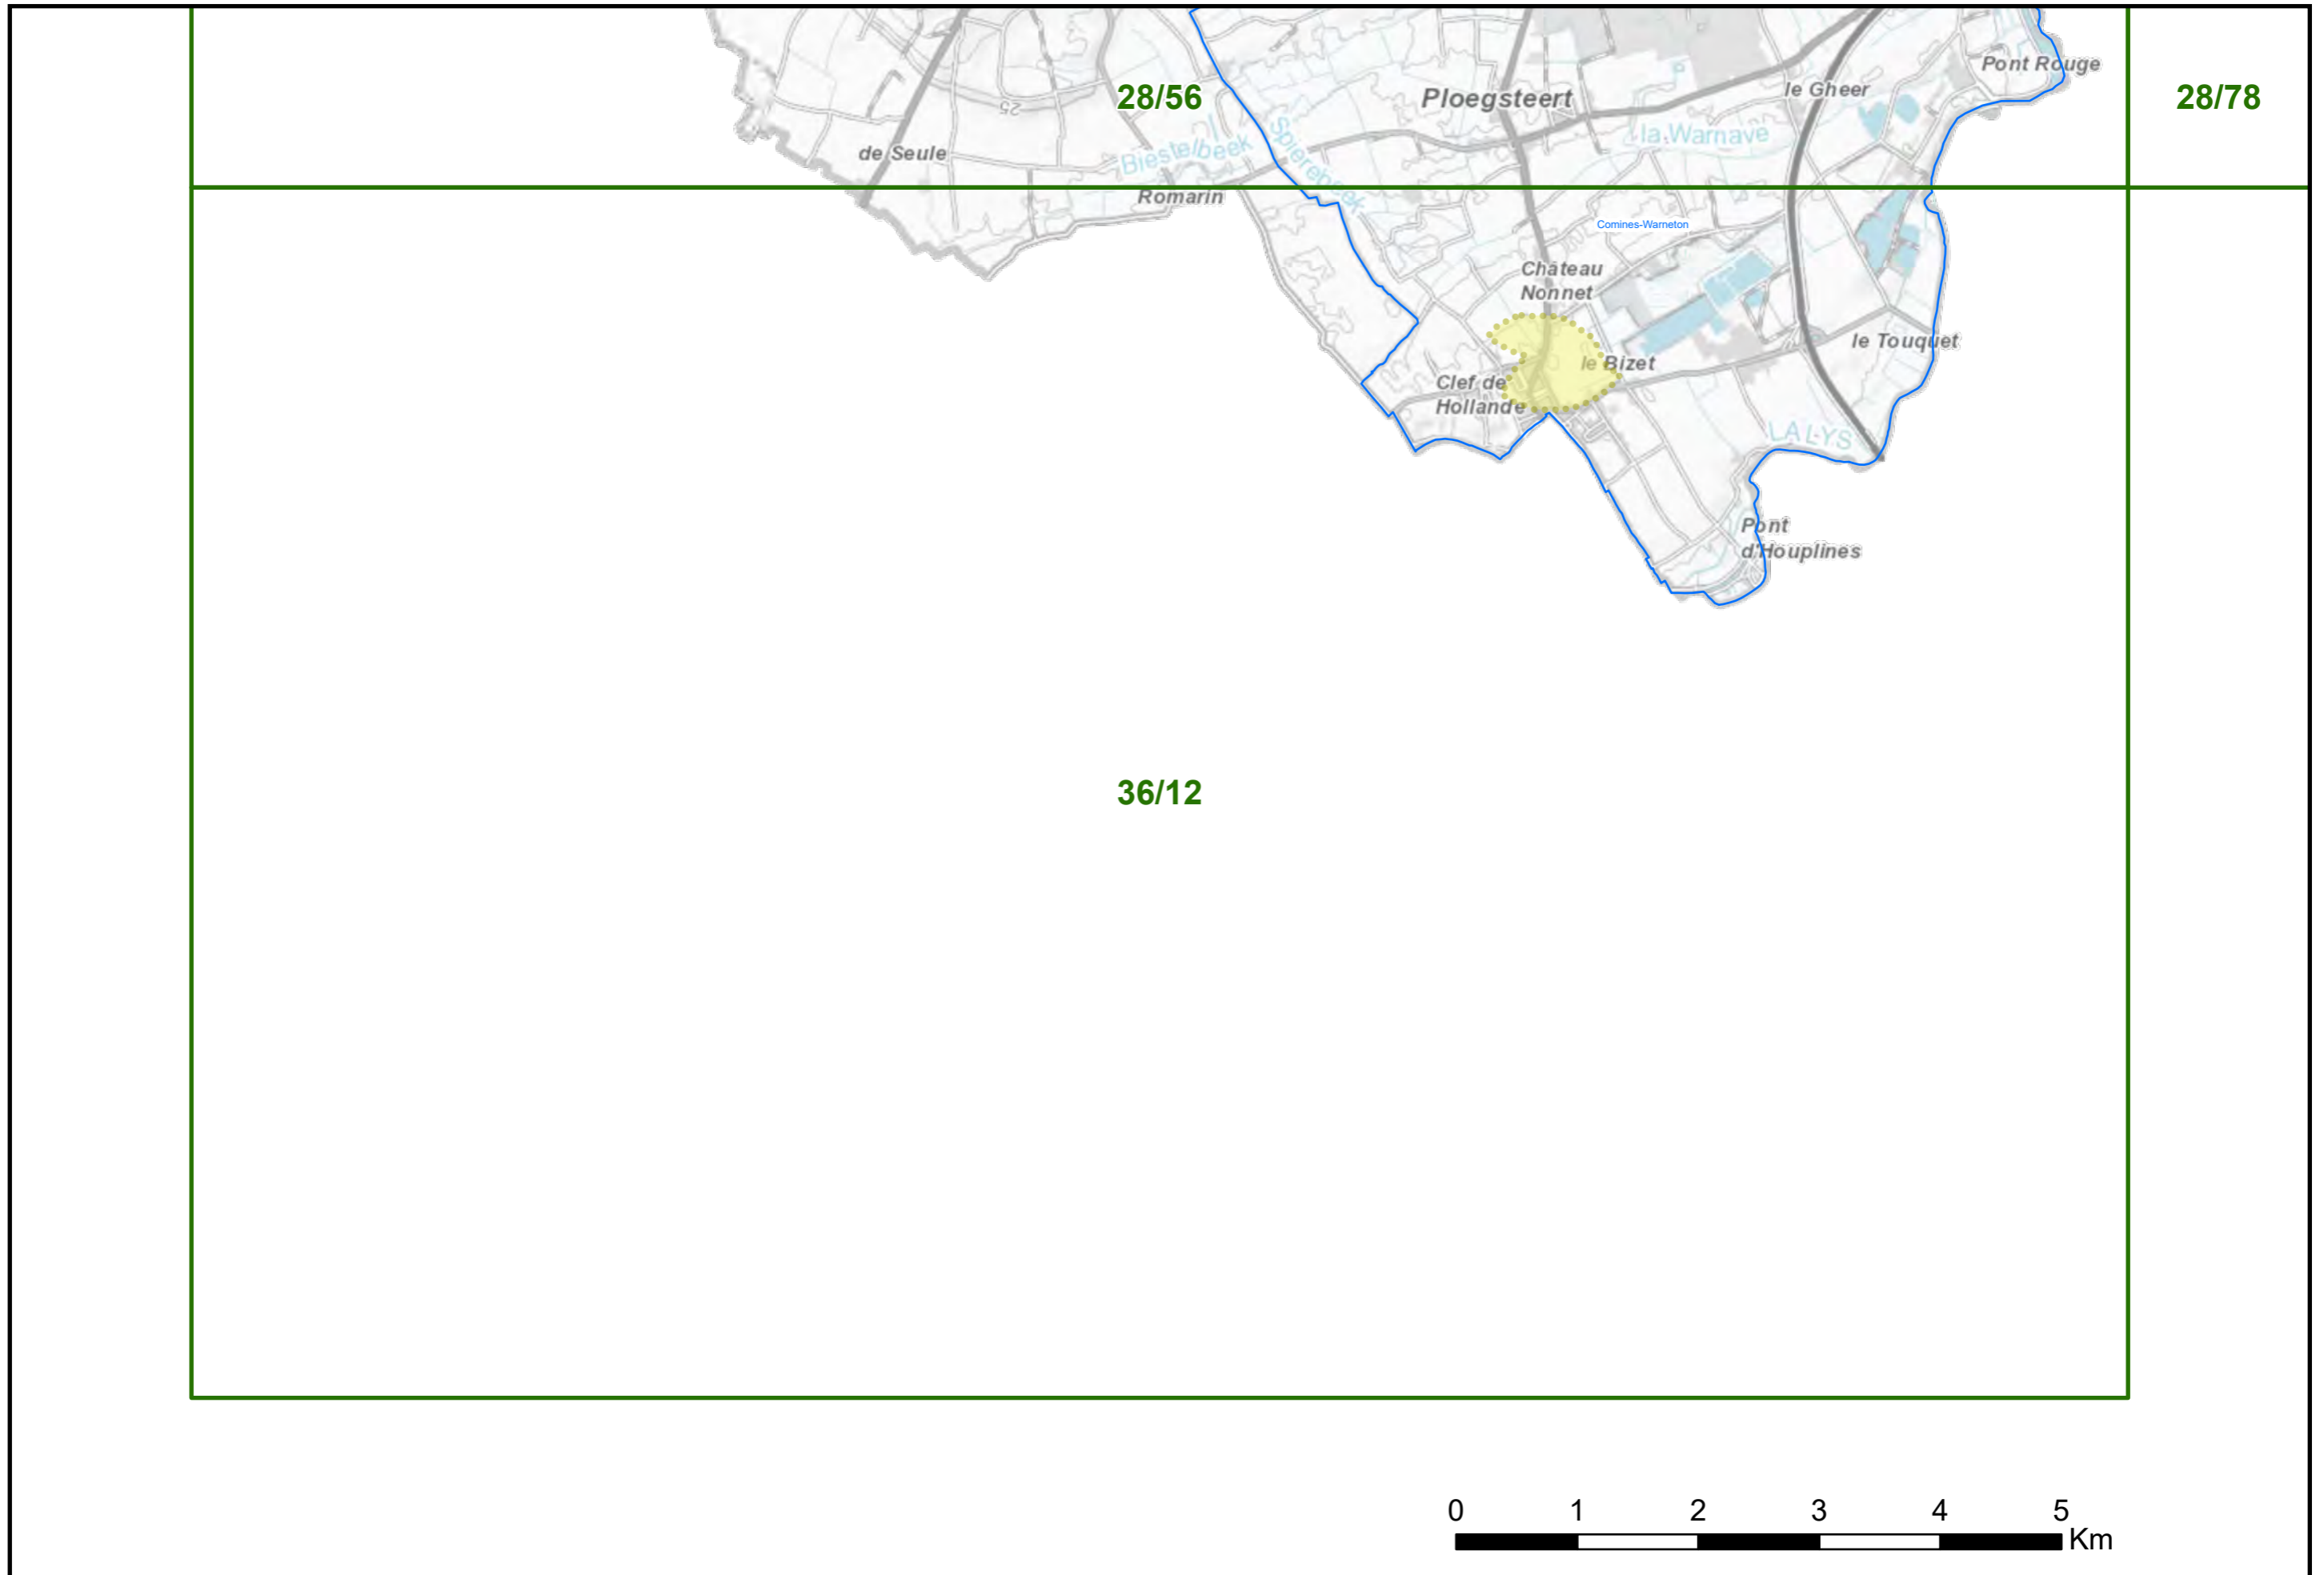 Pont Rouge
28/56
Ploegsteert
le Gheer
28/78
25
la Warnave
de Seule
Biestelbeek
Spierebeek
Romarin
Comines-Warneton
Château
Nonnet
le Touquet
le Bizet
Clef de
Hollande
LA LYS
Pont
d'Houplines
36/12
0 1 2 3 4 5
Km